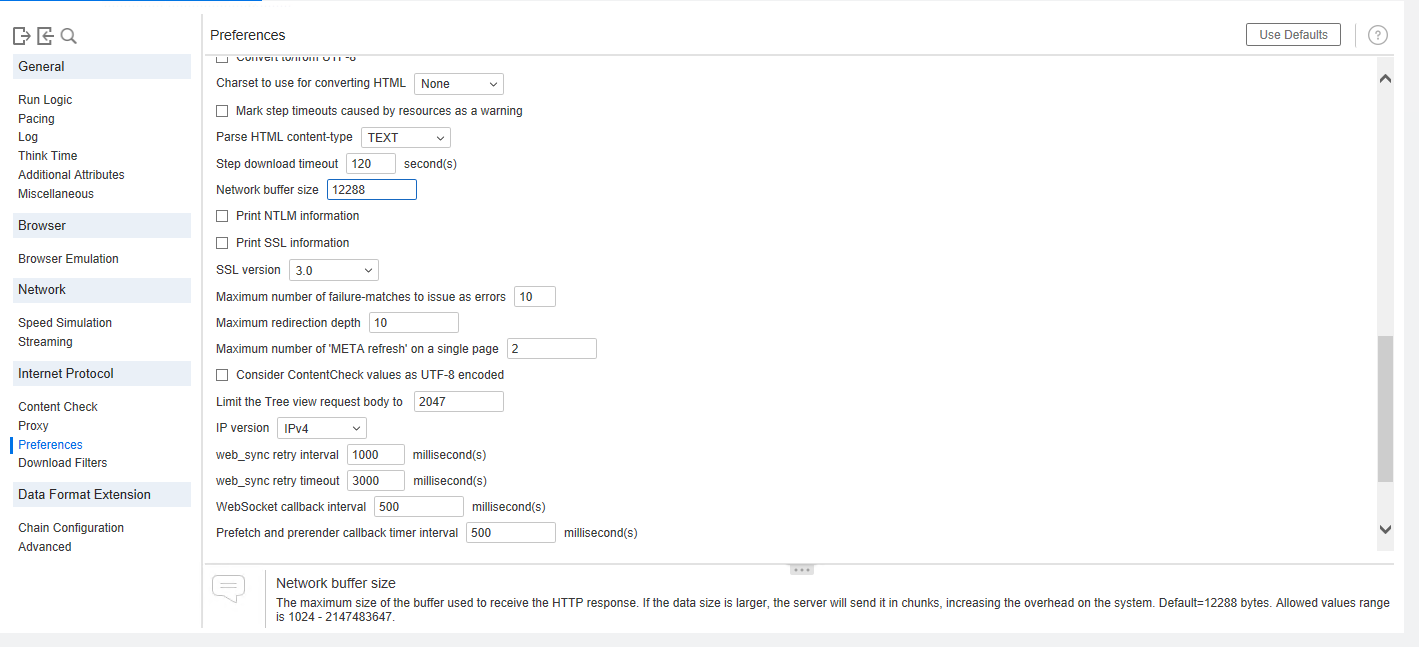 Preferences
Use Defaults
?
General
Run Logic
Pacing
Log
Think Time
Additional Attributes
Miscellaneous
Browser
Browser Emulation
Network
Speed Simulation
Streaming
Internet Protocol
Content Check
Proxy
Preferences
Download Filters
Data Format Extension
Chain Configuration
Advanced
Convert to/from UTF-8
Charset to use for converting HTML None
Mark step timeouts caused by resources as a warning
Parse HTML content-type TEXT
Step download timeout 120 second(s)
Network buffer size 12288
Print NTLM information
Print SSL information
SSL version 3.0
Maximum number of failure-matches to issue as errors 10
Maximum redirection depth 10
Maximum number of 'META refresh' on a single page 2
Consider ContentCheck values as UTF-8 encoded
Limit the Tree view request body to 2047
IP version IPv4
web_sync retry interval 1000 millisecond(s)
web_sync retry timeout 3000 millisecond(s)
WebSocket callback interval 500 millisecond(s)
Prefetch and prerender callback timer interval 500 millisecond(s)
Network buffer size
The maximum size of the buffer used to receive the HTTP response. If the data size is larger, the server will send it in chunks, increasing the overhead on the system. Default=12288 bytes. Allowed values range
is 1024 - 2147483647.